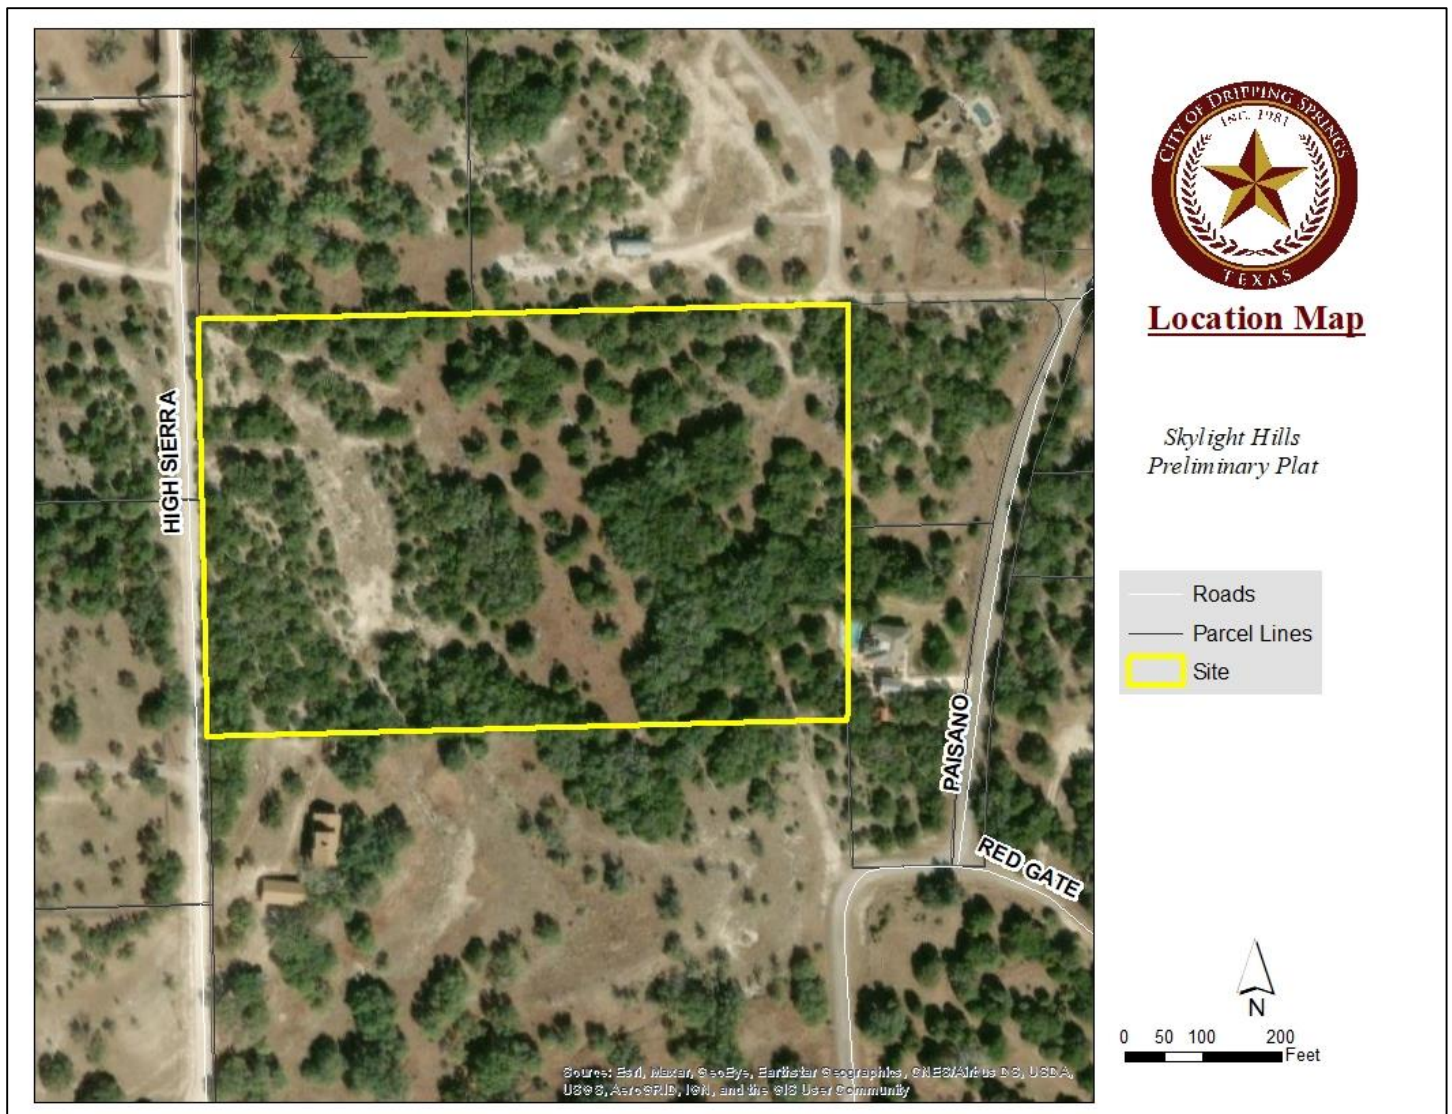 CITY OF DRIPPING SPRINGS
INC. 1981
TEXAS
Location Map
Skylight Hills
Preliminary Plat
HIGH SIERRA
PAISANO
RED GATE
Roads
Parcel Lines
Site
N
0 50 100 200
Feet
Source: Esri, Maxar, GeoEye, Earthstar Geographics, CNES/Airbus DS, USDA,
USGS, AeroGRID, IGN, and the GIS User Community